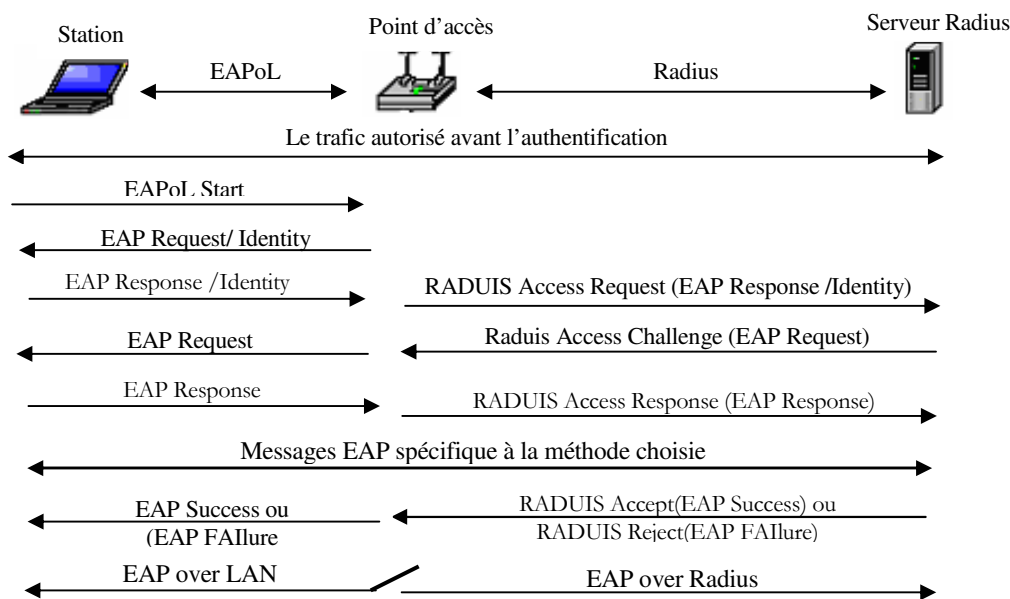 Station
Point d'accès
Serveur Radius
EAPoL
Radius
Le trafic autorisé avant l'authentification
EAPoL Start
EAP Request/ Identity
EAP Response /Identity
RADUIS Access Request (EAP Response /Identity)
EAP Request
Raduis Access Challenge (EAP Request)
EAP Response
RADUIS Access Response (EAP Response)
Messages EAP spécifique à la méthode choisie
EAP Success ou
(EAP FAIlure
RADUIS Accept(EAP Success) ou
RADUIS Reject(EAP FAIlure)
EAP over LAN
EAP over Radius